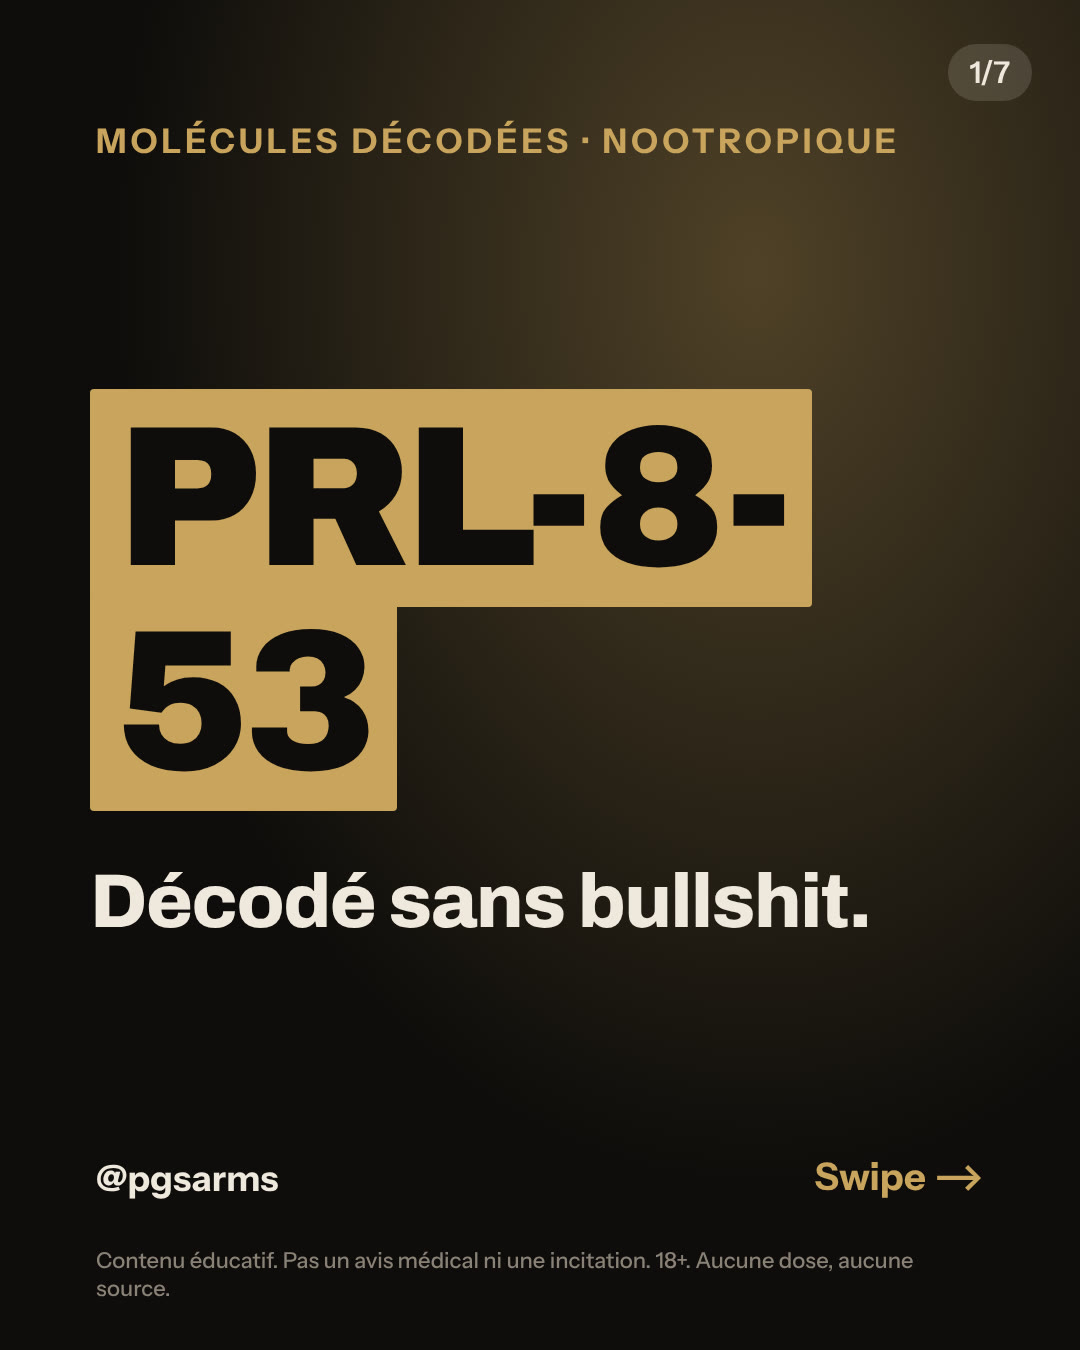 1/7
MOLÉCULES DÉCODÉES · NOOTROPIQUE
PRL-8-
53
Décodé sans bullshit.
@pgsarms
Swipe →
Contenu éducatif. Pas un avis médical ni une incitation. 18+. Aucune dose, aucune
source.